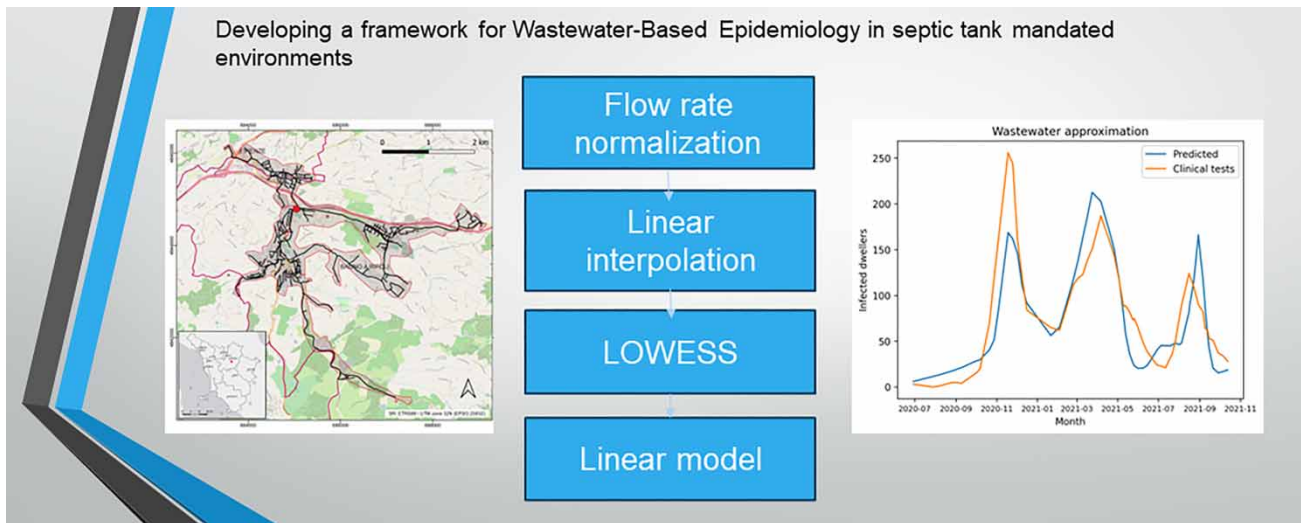 Developing a framework for Wastewater-Based Epidemiology in septic tank mandated
environments
Flow rate
normalization
Linear
interpolation
LOWESS
Linear model
0 1 2 km
Wastewater approximation
Predicted
Clinical tests
Infected dwellers
250
200
150
100
50
0
2020-07 2020-09 2020-11 2021-01 2021-03 2021-05 2021-07 2021-09 2021-11
Month